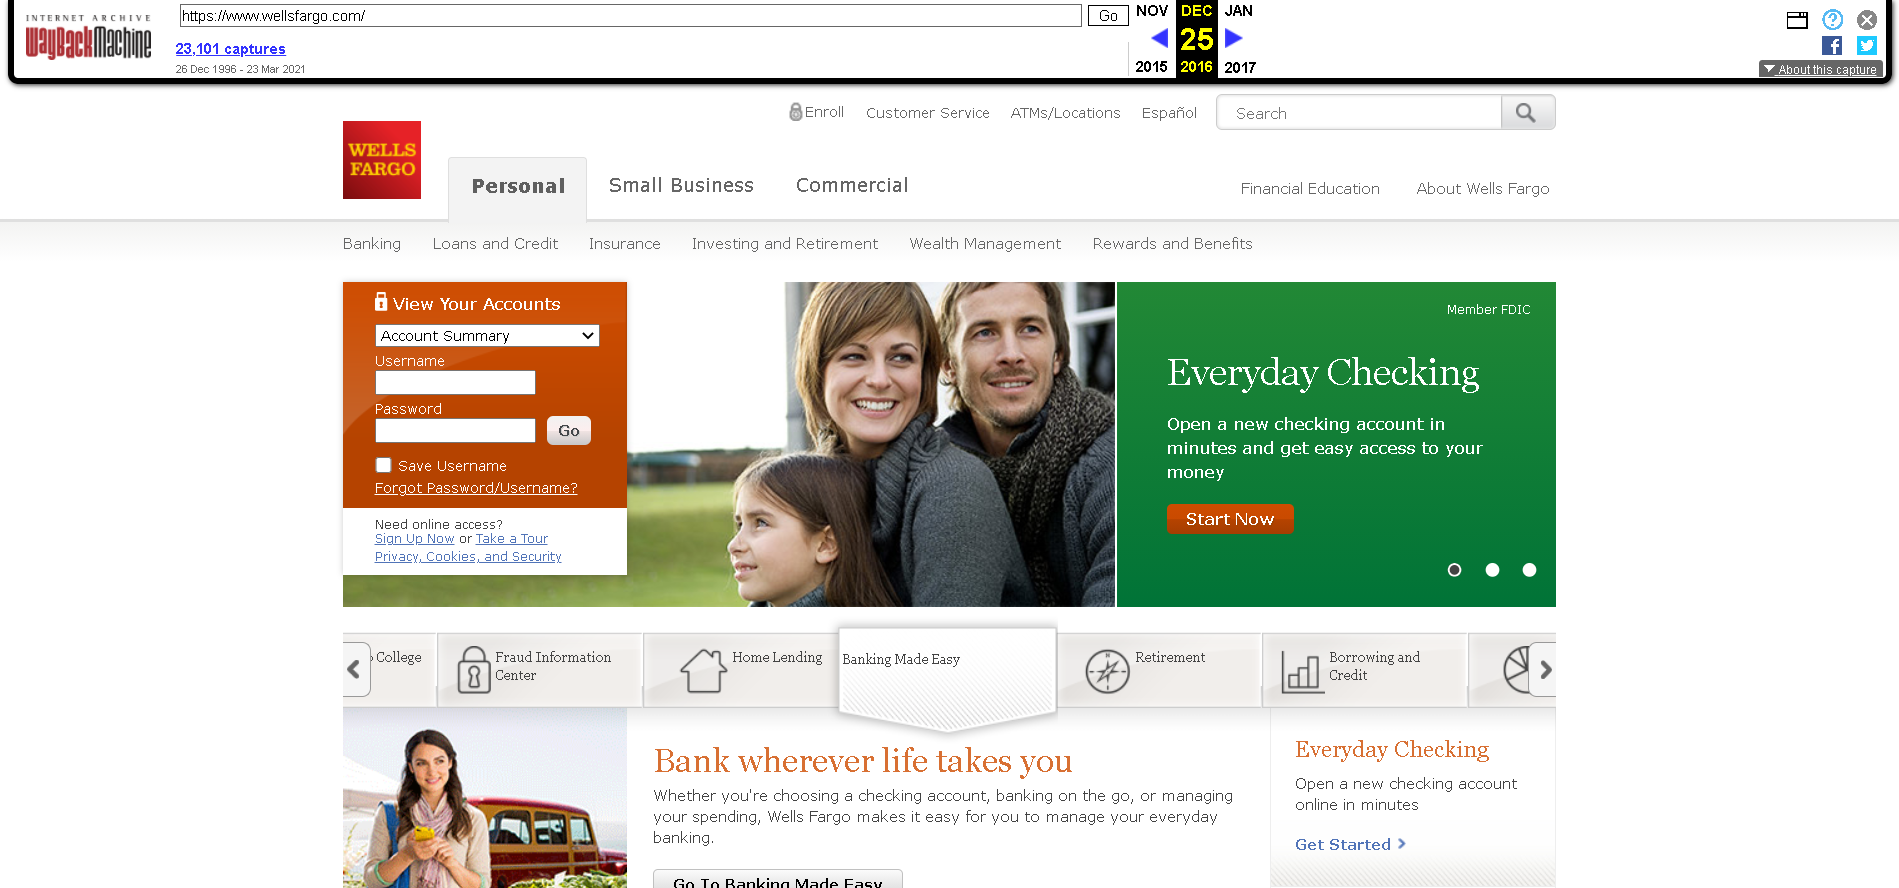 INTERNET ARCHIVE
WayBackMachine
https://www.wellsfargo.com/
Go
23,101 captures
26 Dec 1996 - 23 Mar 2021
NOV DEC JAN
25
2015 2016 2017
About this capture
Enroll Customer Service ATMs/Locations Español Search
WELLS
FARGO
Personal Small Business Commercial Financial Education About Wells Fargo
Banking Loans and Credit Insurance Investing and Retirement Wealth Management Rewards and Benefits
View Your Accounts
Account Summary
Username
Password
Go
Save Username
Forgot Password/Username?
Need online access?
Sign Up Now or Take a Tour
Privacy, Cookies, and Security
Member FDIC
Everyday Checking
Open a new checking account in
minutes and get easy access to your
money
Start Now
College
Fraud Information
Center
Home Lending
Banking Made Easy
Retirement
Borrowing and
Credit
Bank wherever life takes you
Whether you're choosing a checking account, banking on the go, or managing
your spending, Wells Fargo makes it easy for you to manage your everyday
banking.
Go To Banking Made Easy
Everyday Checking
Open a new checking account
online in minutes
Get Started